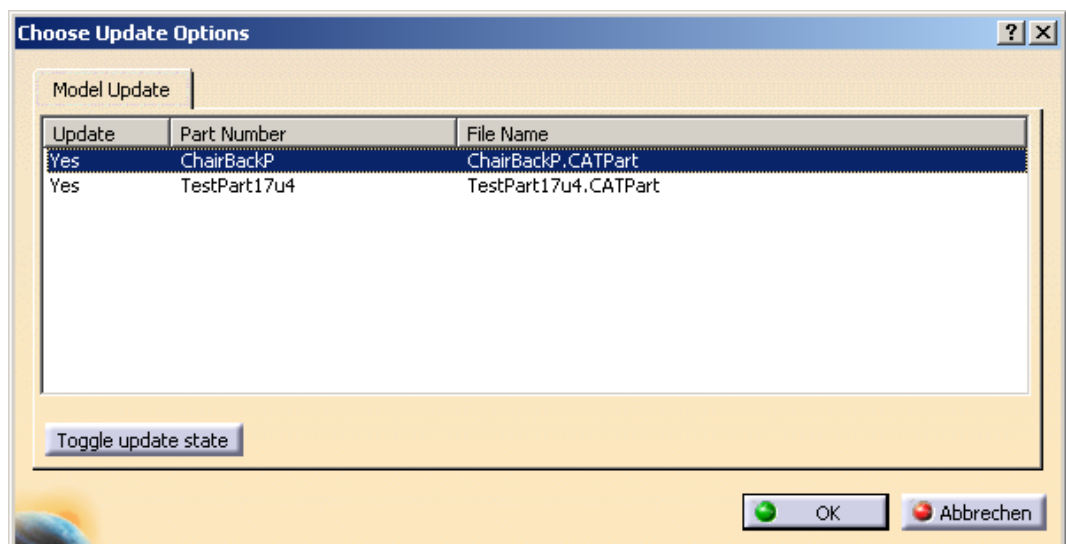 Choose Update Options
Model Update
Update Part Number File Name
Yes ChairBackP ChairBackP.CATPart
Yes TestPart17u4 TestPart17u4.CATPart
Toggle update state
OK Abbrechen